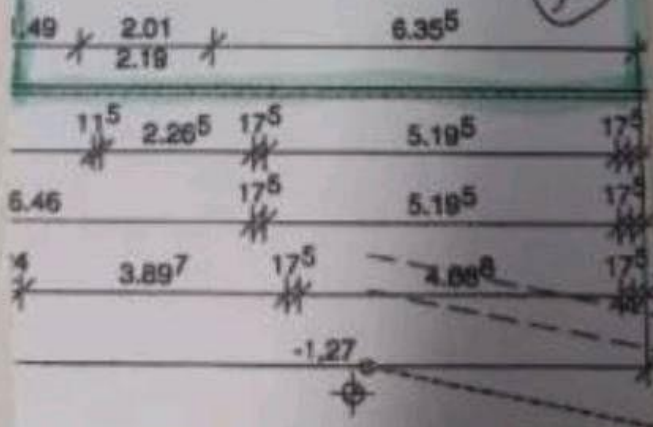 .49 2.01 6.35⁵
2.19
11⁵ 2.26⁵ 17⁵ 5.19⁵ 17⁵
6.46 17⁵ 5.19⁵ 17⁵
4 3.89⁷ 17⁵ 17⁵
-1,27